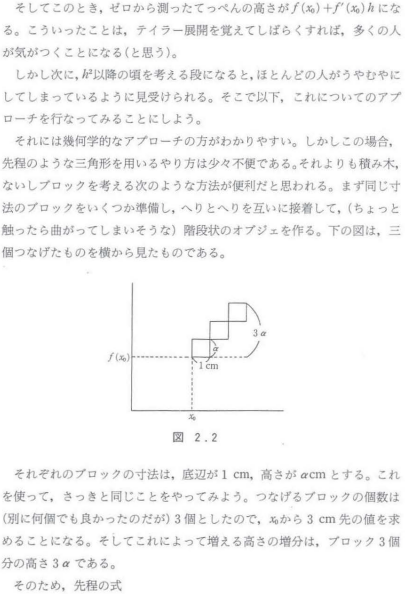 そしてこのとき，ゼロから測ったてっぺんの高さがf(x₀)+f′(x₀)hにな
る。こういったことは，テイラー展開を覚えてしばらくすれば，多くの人
が気がつくことになる(と思う)。
しかし次に，h²以降の頃を考える段になると，ほとんどの人がうやむやに
してしまっているように見受けられる。そこで以下，これについてのアプ
ローチを行なってみることにしよう。
それには幾何学的なアプローチの方がわかりやすい。しかしこの場合，
先程のような三角形を用いるやり方は少々不便である。それよりも積み木，
ないしブロックを考える次のような方法が便利だと思われる。まず同じ寸
法のブロックをいくつか準備し，へりとへりを互いに接着して，(ちょっと
触ったら曲がってしまいそうな) 階段状のオブジェを作る。下の図は，三
個つなげたものを横から見たものである。
3α
f(x₀)
α
1 cm
x₀
図 2.2
それぞれのブロックの寸法は，底辺が1 cm，高さがαcmとする。これ
を使って，さっきと同じことをやってみよう。つなげるブロックの個数は
(別に何個でも良かったのだが) 3個としたので，x₀から3 cm先の値を求
めることになる。そしてこれによって増える高さの増分は，ブロック3個
分の高さ3αである。
そのため，先程の式